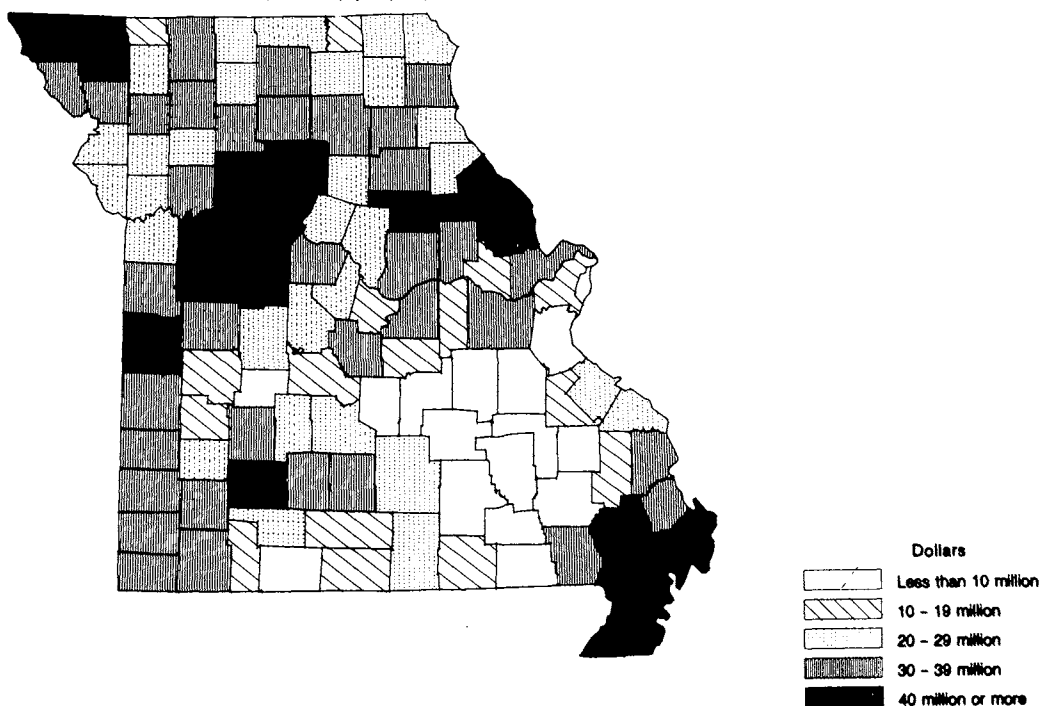 Dollars
Less than 10 million
10 - 19 million
20 - 29 million
30 - 39 million
40 million or more